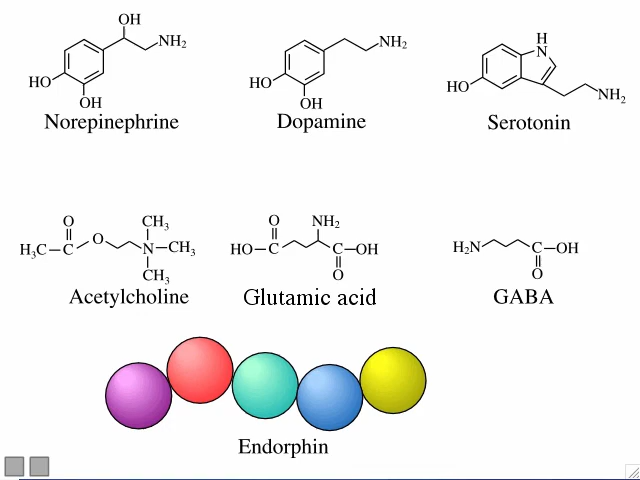 OH
NH2
HO
OH
Norepinephrine
NH2
HO
OH
Dopamine
H
N
HO
NH2
Serotonin
O
CH3
H3C
C
O
N
CH3
CH3
Acetylcholine
O
NH2
HO
C
C
OH
O
Glutamic acid
H2N
C
OH
O
GABA
Endorphin